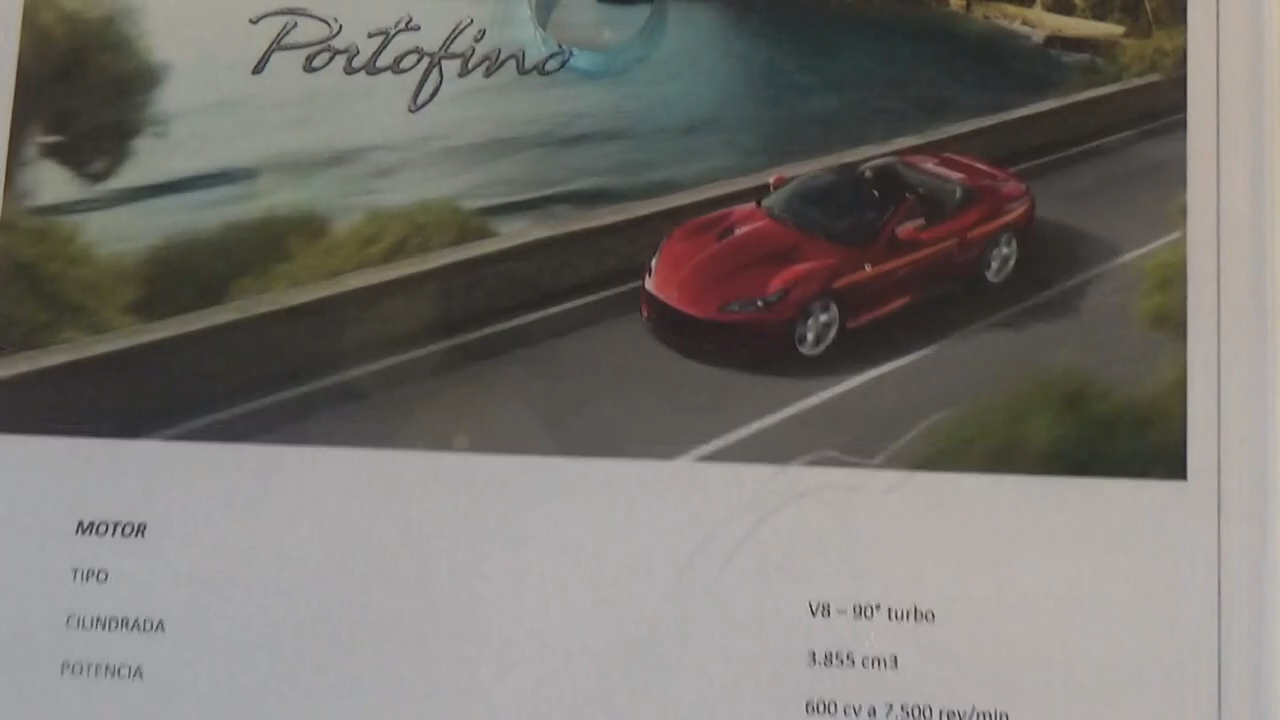 Portofino
MOTOR
TIPO
V8 – 90° turbo
CILINDRADA
3.855 cm3
POTENCIA
600 cv a 7.500 rev/min